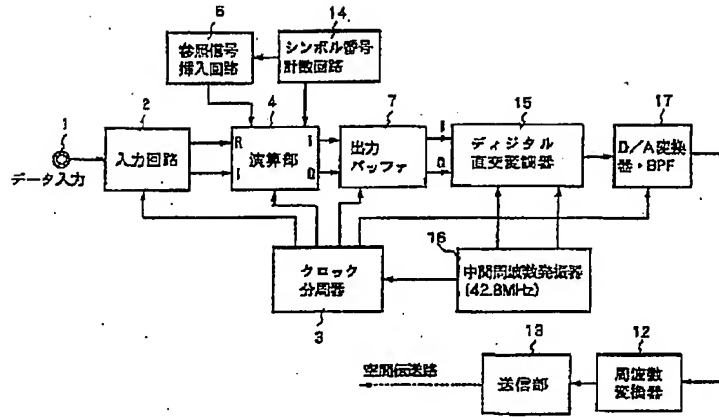 6
14
参照信号
挿入回路
シンボル番号
計数回路
2
4
7
15
17
1
入力回路
R
I
演算部
I
Q
出力
バッファ
I
Q
ディジタル
直交変調器
D/A変換
器・BPF
データ入力
16
クロック
分周器
中間周波数発振器
(42.8MHz)
3
13
12
空間伝送路
送信部
周波数
変換器